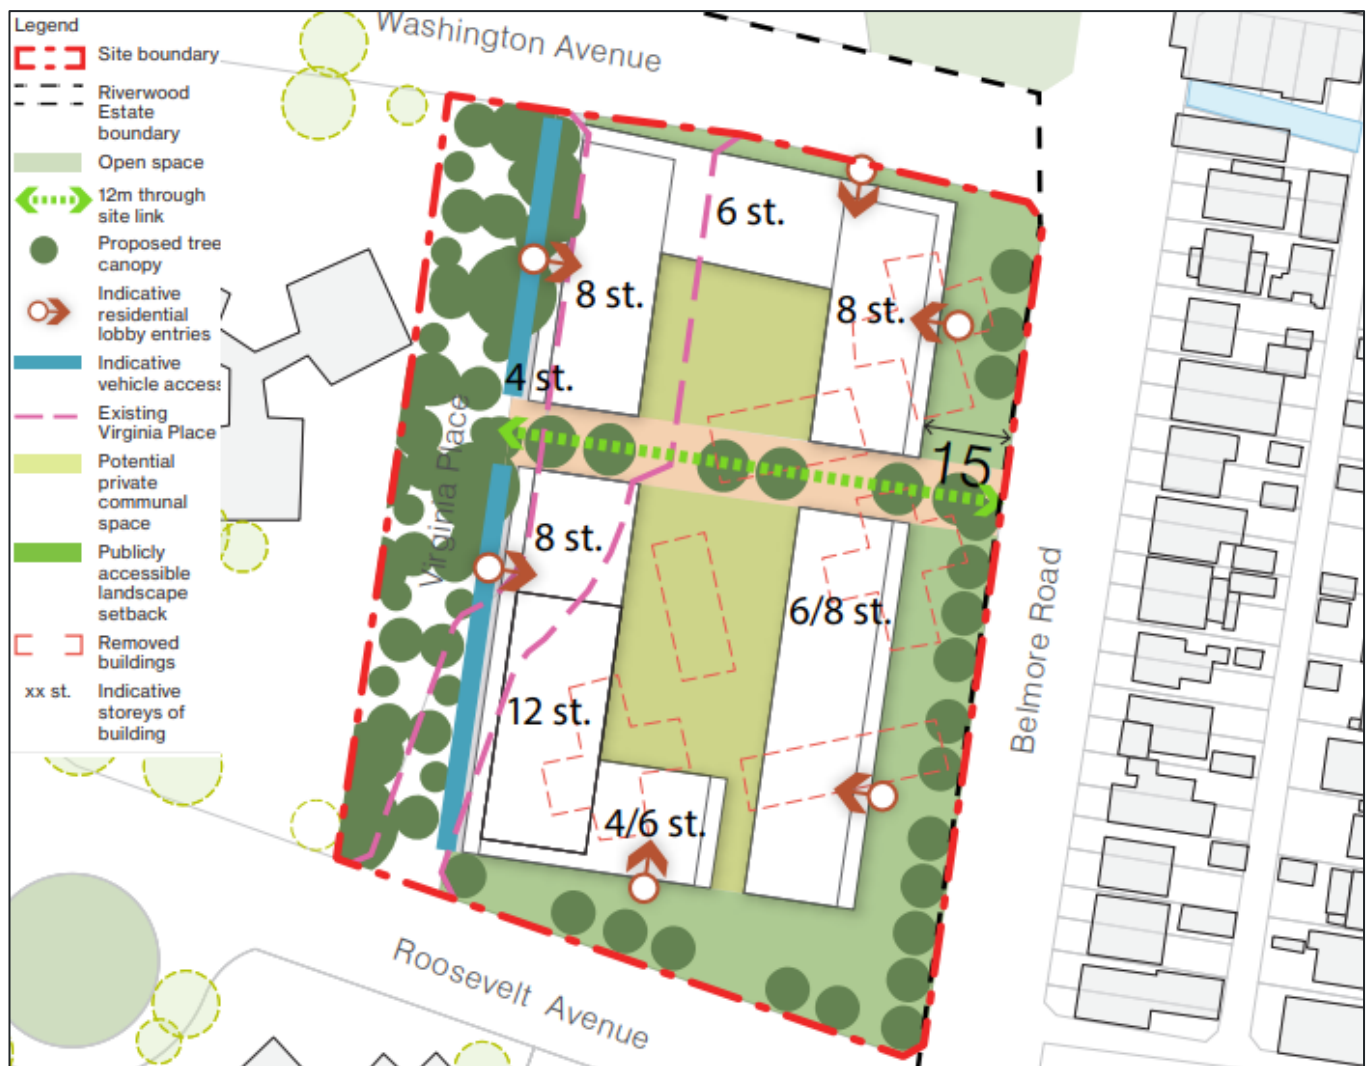 Legend
Site boundary
Riverwood
Estate
boundary
Open space
12m through
site link
Proposed tree
canopy
Indicative
residential
lobby entries
Indicative
vehicle access
Existing
Virginia Place
Potential
private
communal
space
Publicly
accessible
landscape
setback
Removed
buildings
xx st.
Indicative
storeys of
building
Washington Avenue
6 st.
8 st.
8 st.
4 st.
Virginia Place
15
8 st.
6/8 st.
Belmore Road
12 st.
4/6 st.
Roosevelt Avenue